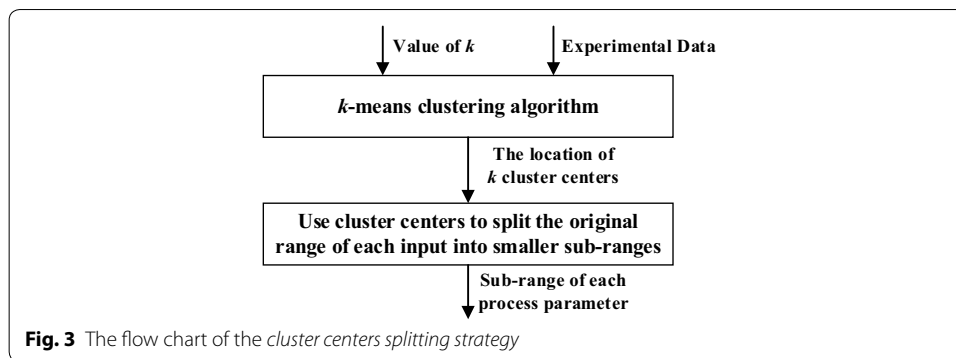 Value of k
Experimental Data
k-means clustering algorithm
The location of
k cluster centers
Use cluster centers to split the original
range of each input into smaller sub-ranges
Sub-range of each
process parameter
Fig. 3 The flow chart of the cluster centers splitting strategy